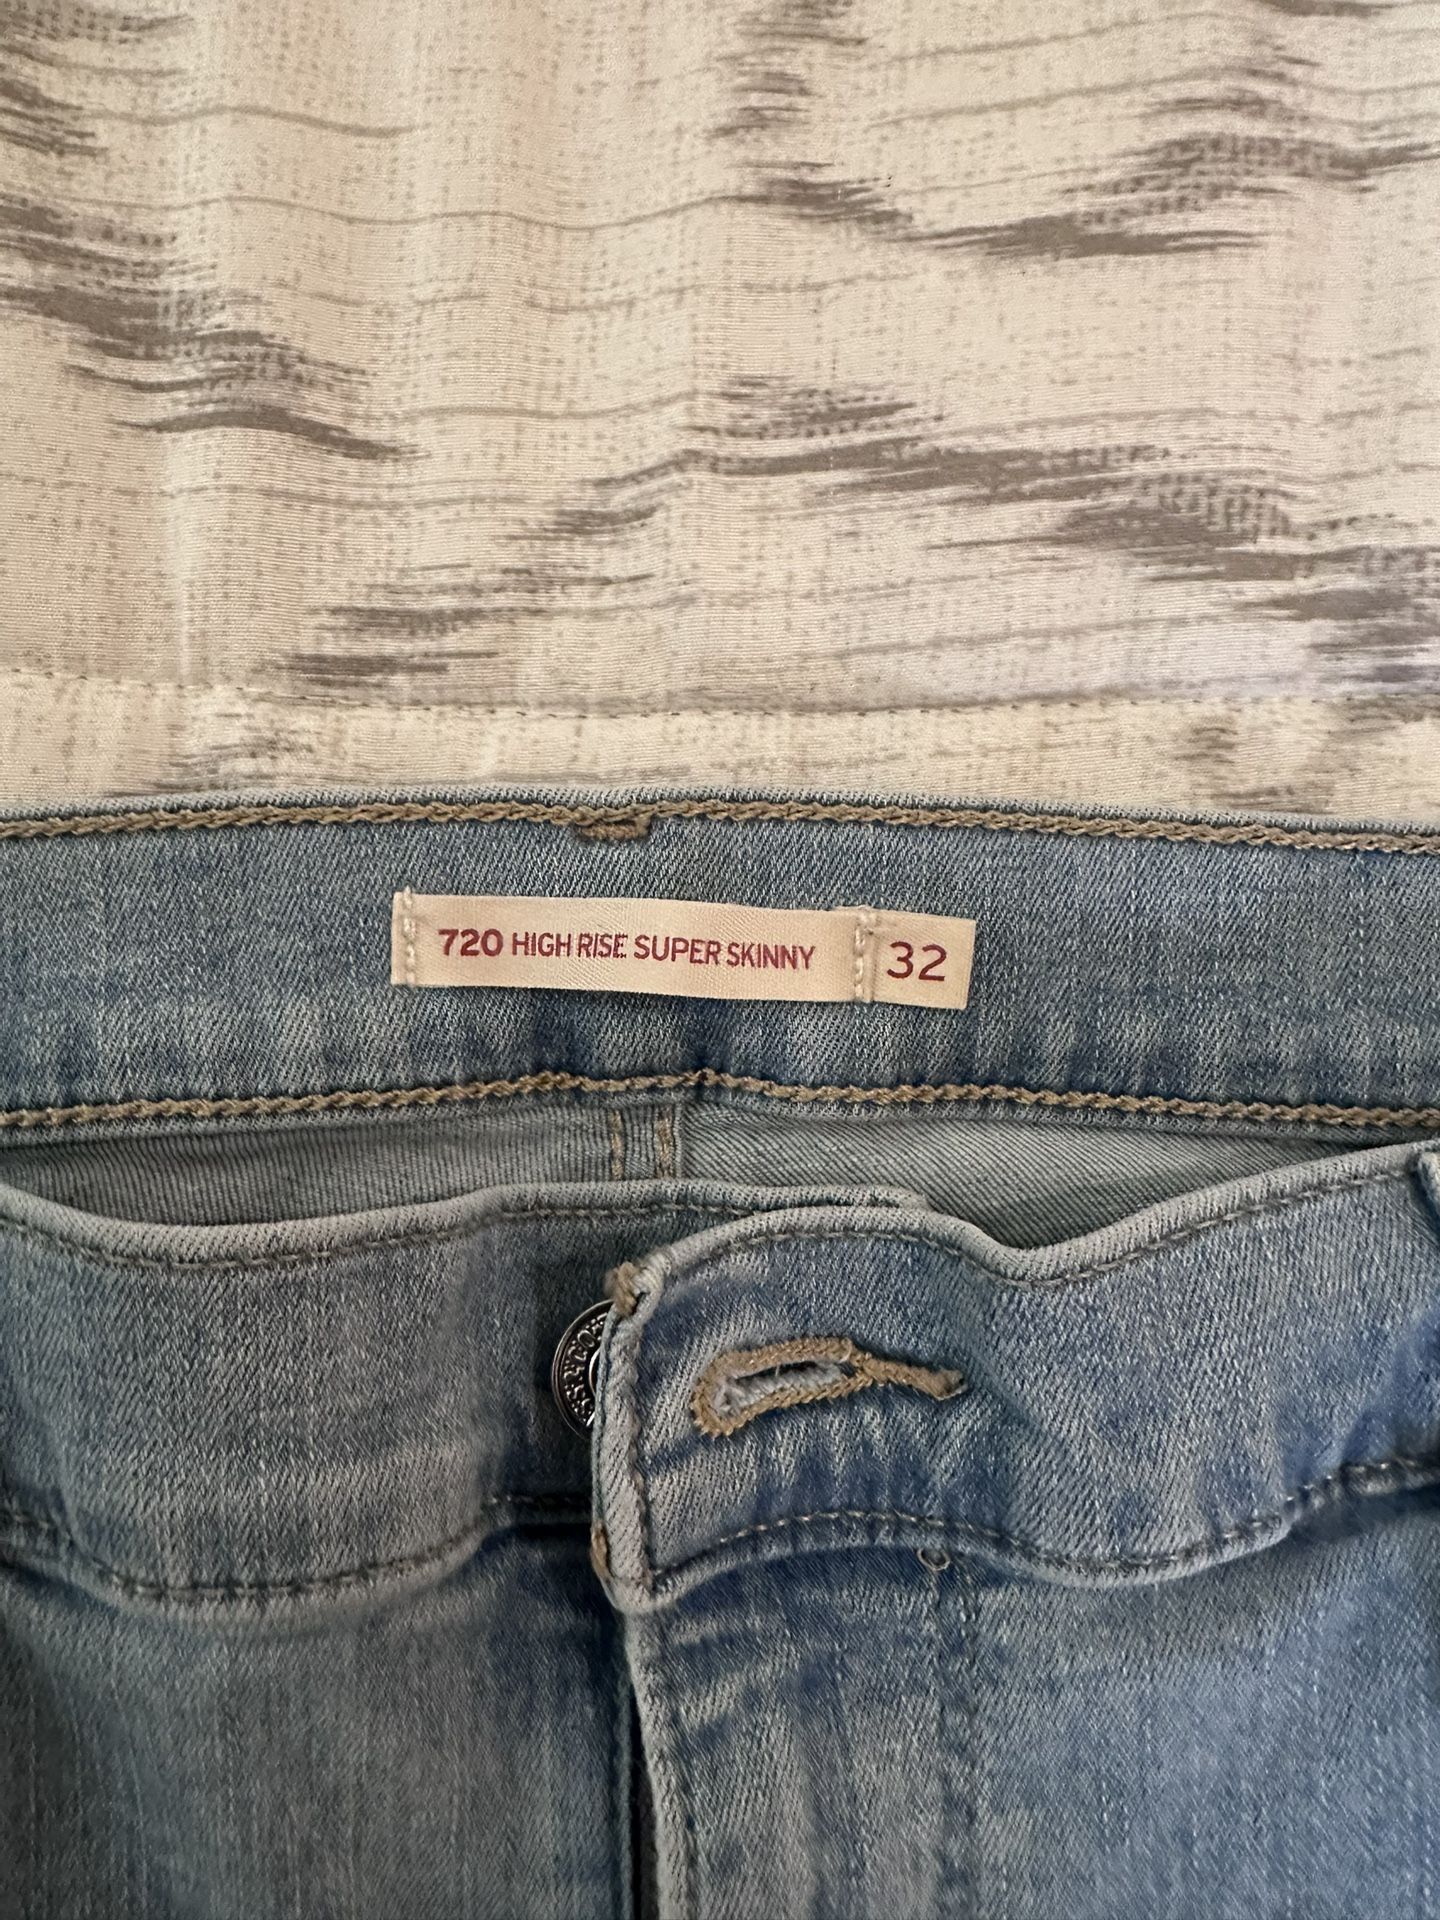 720 HIGH RISE SUPER SKINNY 32